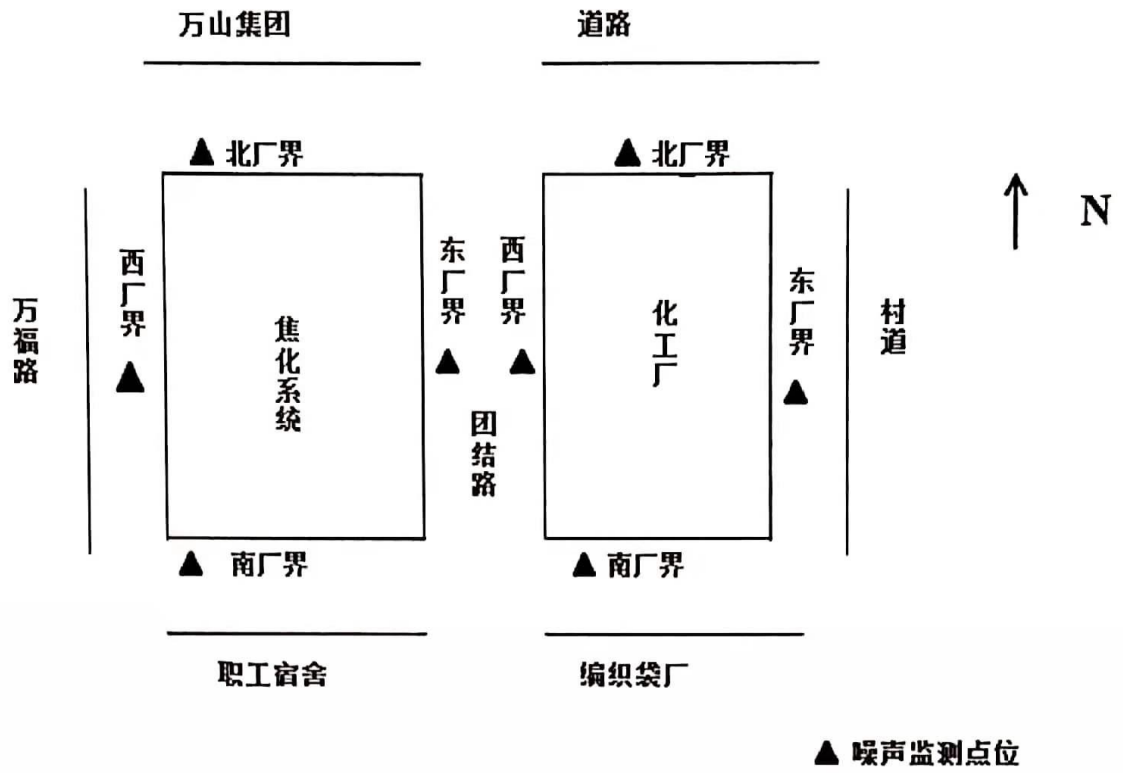 万山集团
道路
北厂界
北厂界
N
万福路
西厂界
焦化系统
东厂界
西厂界
团结路
化工厂
东厂界
村道
南厂界
南厂界
职工宿舍
编织袋厂
噪声监测点位